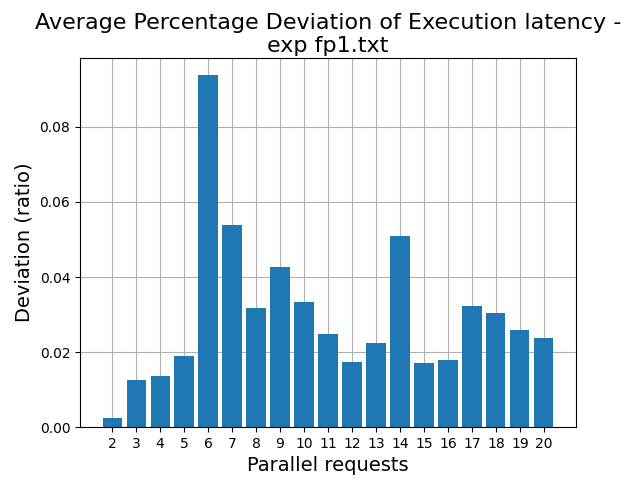 Average Percentage Deviation of Execution latency -
exp fp1.txt
Deviation (ratio)
0.08
0.06
0.04
0.02
0.00
2 3 4 5 6 7 8 9 10 11 12 13 14 15 16 17 18 19 20
Parallel requests